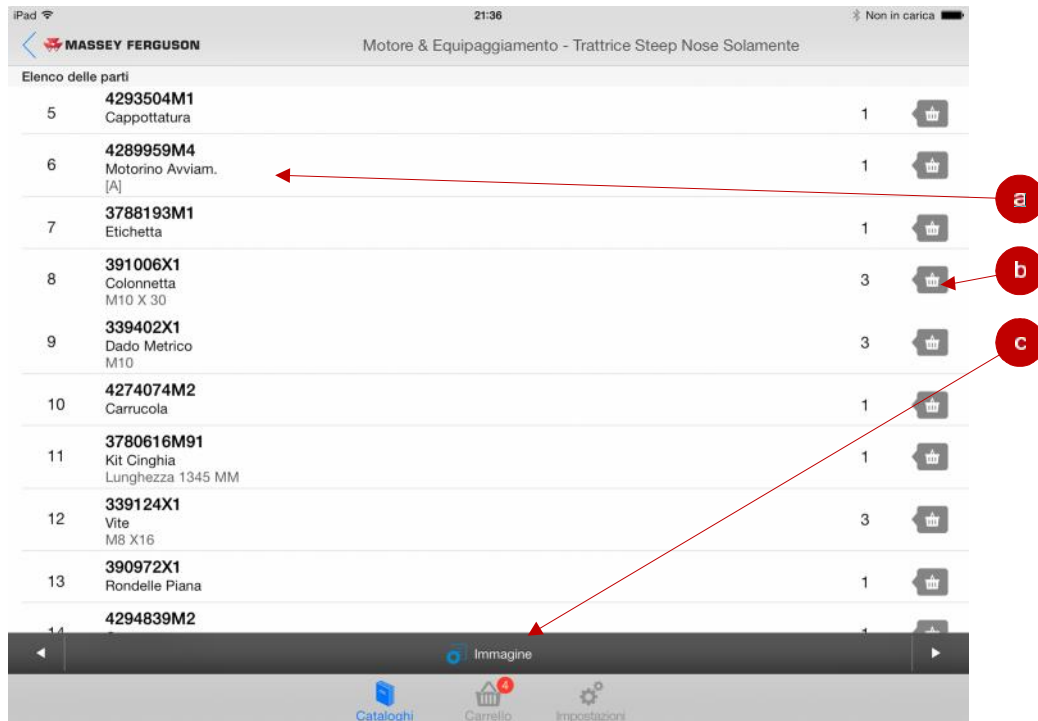 iPad 21:36 Non in carica
MASSEY FERGUSON Motore & Equipaggiamento - Trattrice Steep Nose Solamente
Elenco delle parti
5 4293504M1 1
Cappottatura
6 4289959M4 1
Motorino Avviam.
[A]
a
7 3788193M1 1
Etichetta
8 391006X1 3
Colonnetta
M10 X 30
b
9 339402X1 3
Dado Metrico
M10
c
10 4274074M2 1
Carrucola
11 3780616M91 1
Kit Cinghia
Lunghezza 1345 MM
12 339124X1 3
Vite
M8 X16
13 390972X1 1
Rondelle Piana
14 4294839M2 1
Immagine
4
Cataloghi Carrello Impostazioni